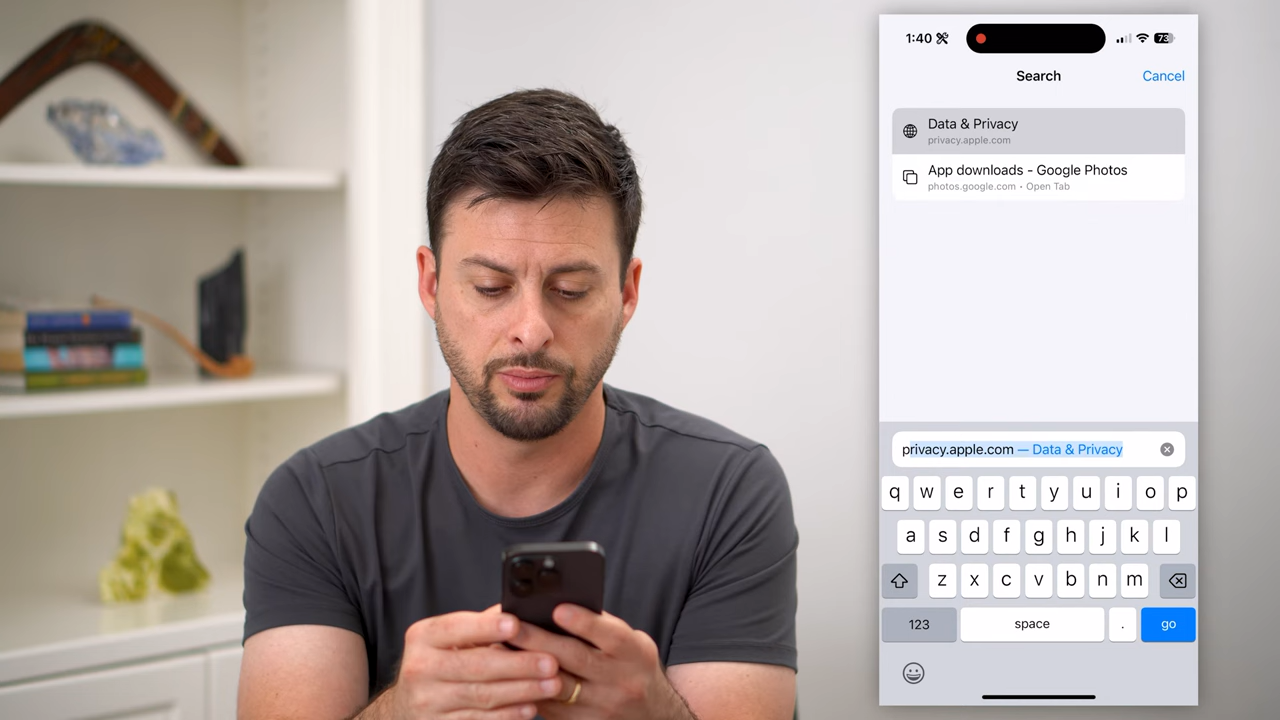 1:40
73
Search
Cancel
Data & Privacy
privacy.apple.com
App downloads - Google Photos
photos.google.com • Open Tab
privacy.apple.com — Data & Privacy
q w e r t y u i o p
a s d f g h j k l
z x c v b n m
123
space
.
go